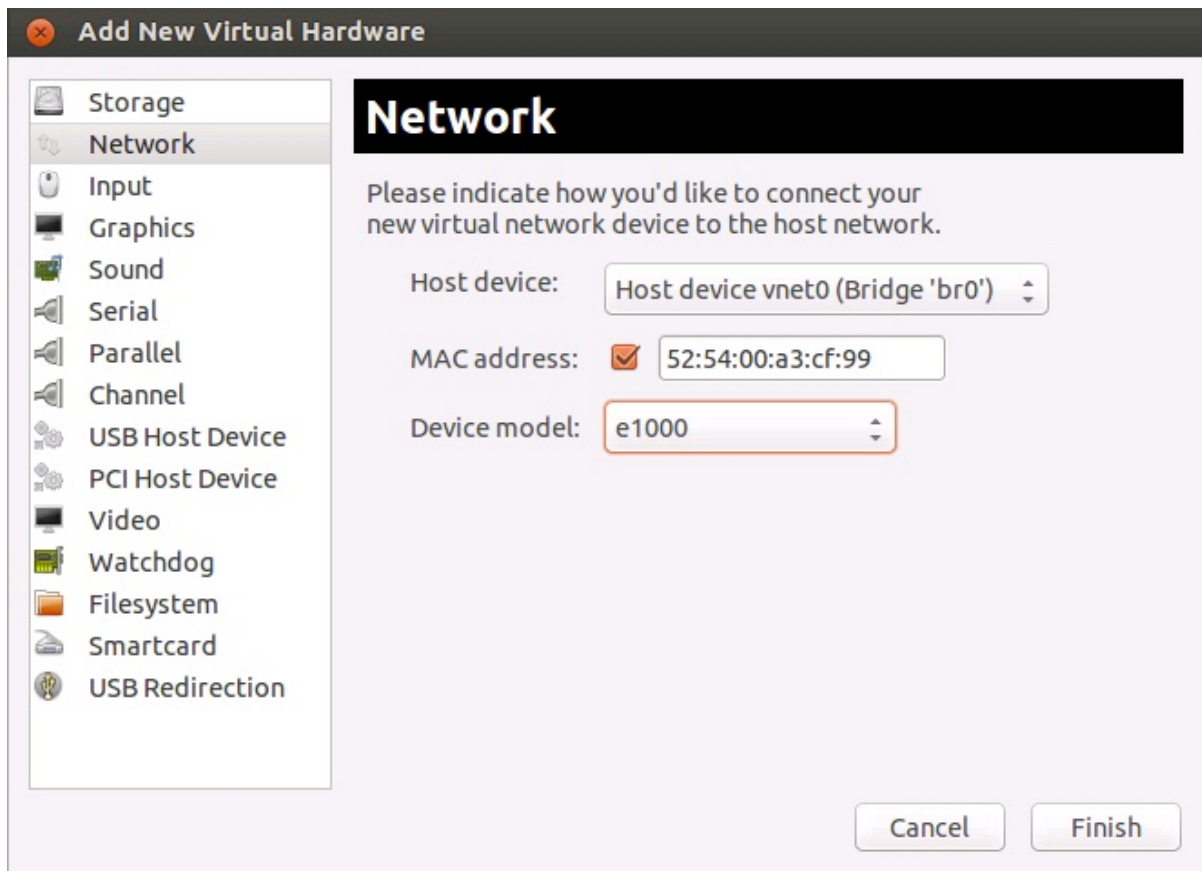 Add New Virtual Hardware
Storage
Network
Input
Graphics
Sound
Serial
Parallel
Channel
USB Host Device
PCI Host Device
Video
Watchdog
Filesystem
Smartcard
USB Redirection
Network
Please indicate how you'd like to connect your
new virtual network device to the host network.
Host device: Host device vnet0 (Bridge 'br0')
MAC address: 52:54:00:a3:cf:99
Device model: e1000
Cancel Finish